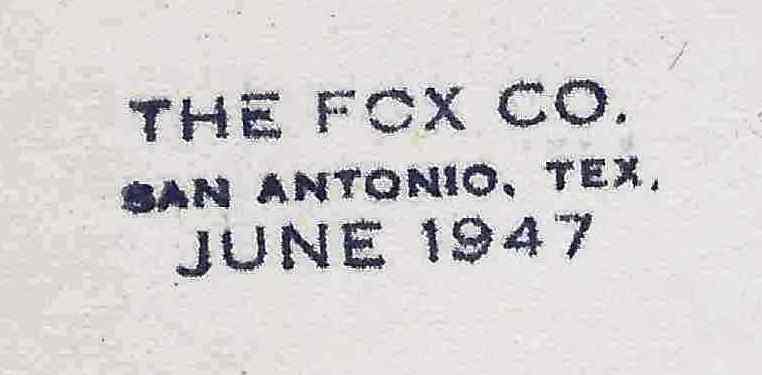 THE FOX CO.
SAN ANTONIO, TEX.
JUNE 1947